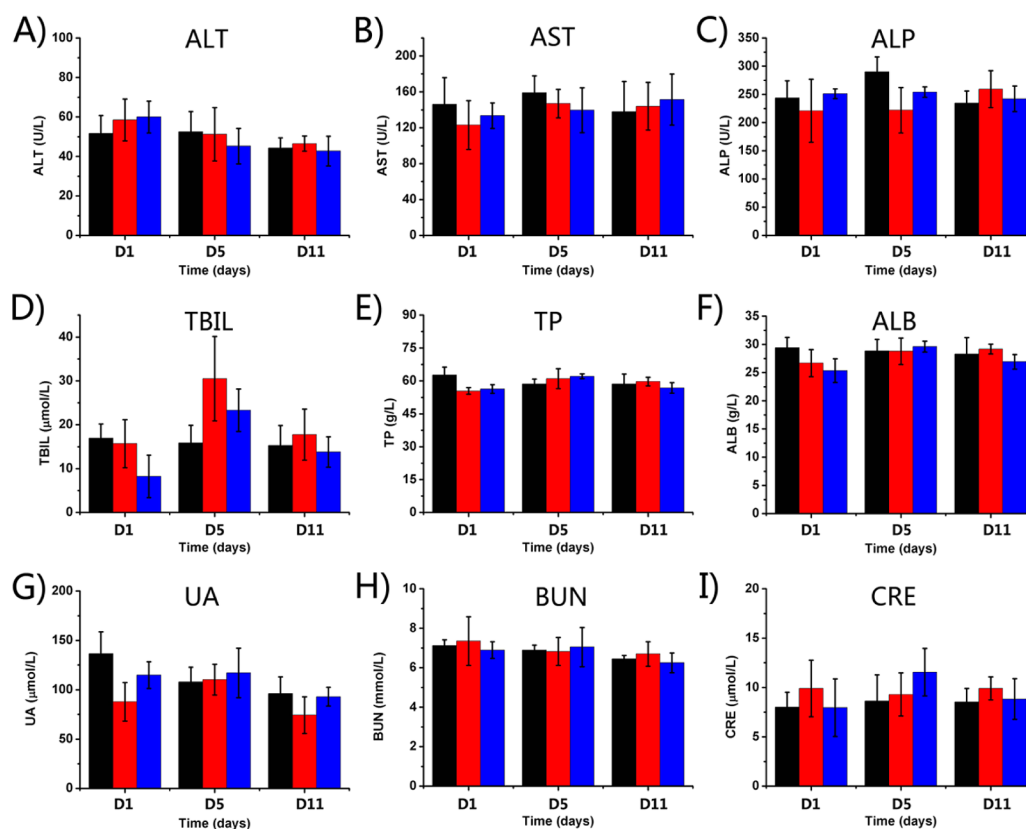 A) ALT
ALT (U/L)
100
80
60
40
20
0
D1 D5 D11
Time (days)
B) AST
AST (U/L)
200
160
120
80
40
0
D1 D5 D11
Time (days)
C) ALP
ALP (U/L)
350
300
250
200
150
100
50
0
D1 D5 D11
Time (days)
D) TBIL
TBIL (μmol/L)
40
30
20
10
0
D1 D5 D11
Time (days)
E) TP
TP (g/L)
90
75
60
45
30
15
0
D1 D5 D11
Time (days)
F) ALB
ALB (g/L)
35
30
25
20
15
10
5
0
D1 D5 D11
Time (days)
G) UA
UA (μmol/L)
200
150
100
50
0
D1 D5 D11
Time (days)
H) BUN
BUN (mmol/L)
10
8
6
4
2
0
D1 D5 D11
Time (days)
I) CRE
CRE (μmol/L)
20
15
10
5
0
D1 D5 D11
Time (days)